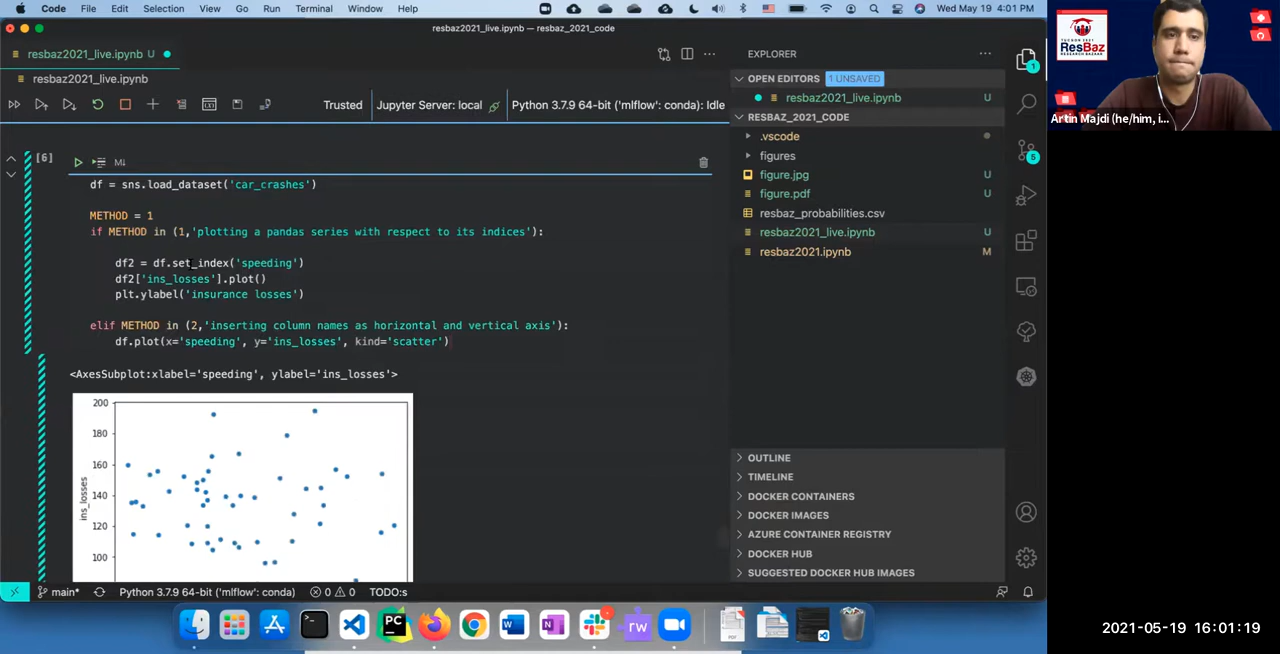 Code File Edit Selection View Go Run Terminal Window Help Wed May 19 4:01 PM
resbaz2021_live.ipynb — resbaz_2021_code
resbaz2021_live.ipynb U
resbaz2021_live.ipynb
Trusted Jupyter Server: local Python 3.7.9 64-bit ('mlflow': conda): Idle
[6]
M↓
df = sns.load_dataset('car_crashes')
METHOD = 1
if METHOD in (1,'plotting a pandas series with respect to its indices'):
df2 = df.set_index('speeding')
df2['ins_losses'].plot()
plt.ylabel('insurance losses')
elif METHOD in (2,'inserting column names as horizontal and vertical axis'):
df.plot(x='speeding', y='ins_losses', kind='scatter')
<AxesSubplot:xlabel='speeding', ylabel='ins_losses'>
200
180
160
140
120
100
ins_losses
EXPLORER
OPEN EDITORS 1 UNSAVED
resbaz2021_live.ipynb U
RESBAZ_2021_CODE
.vscode
figures
figure.jpg U
figure.pdf U
resbaz_probabilities.csv
resbaz2021_live.ipynb U
resbaz2021.ipynb M
OUTLINE
TIMELINE
DOCKER CONTAINERS
DOCKER IMAGES
AZURE CONTAINER REGISTRY
DOCKER HUB
SUGGESTED DOCKER HUB IMAGES
1
5
main* Python 3.7.9 64-bit ('mlflow': conda) 0 0 TODO:s
PC
W
N
rw
PDF
ResBaz
Artin Majdi (he/him, i...
2021-05-19 16:01:19